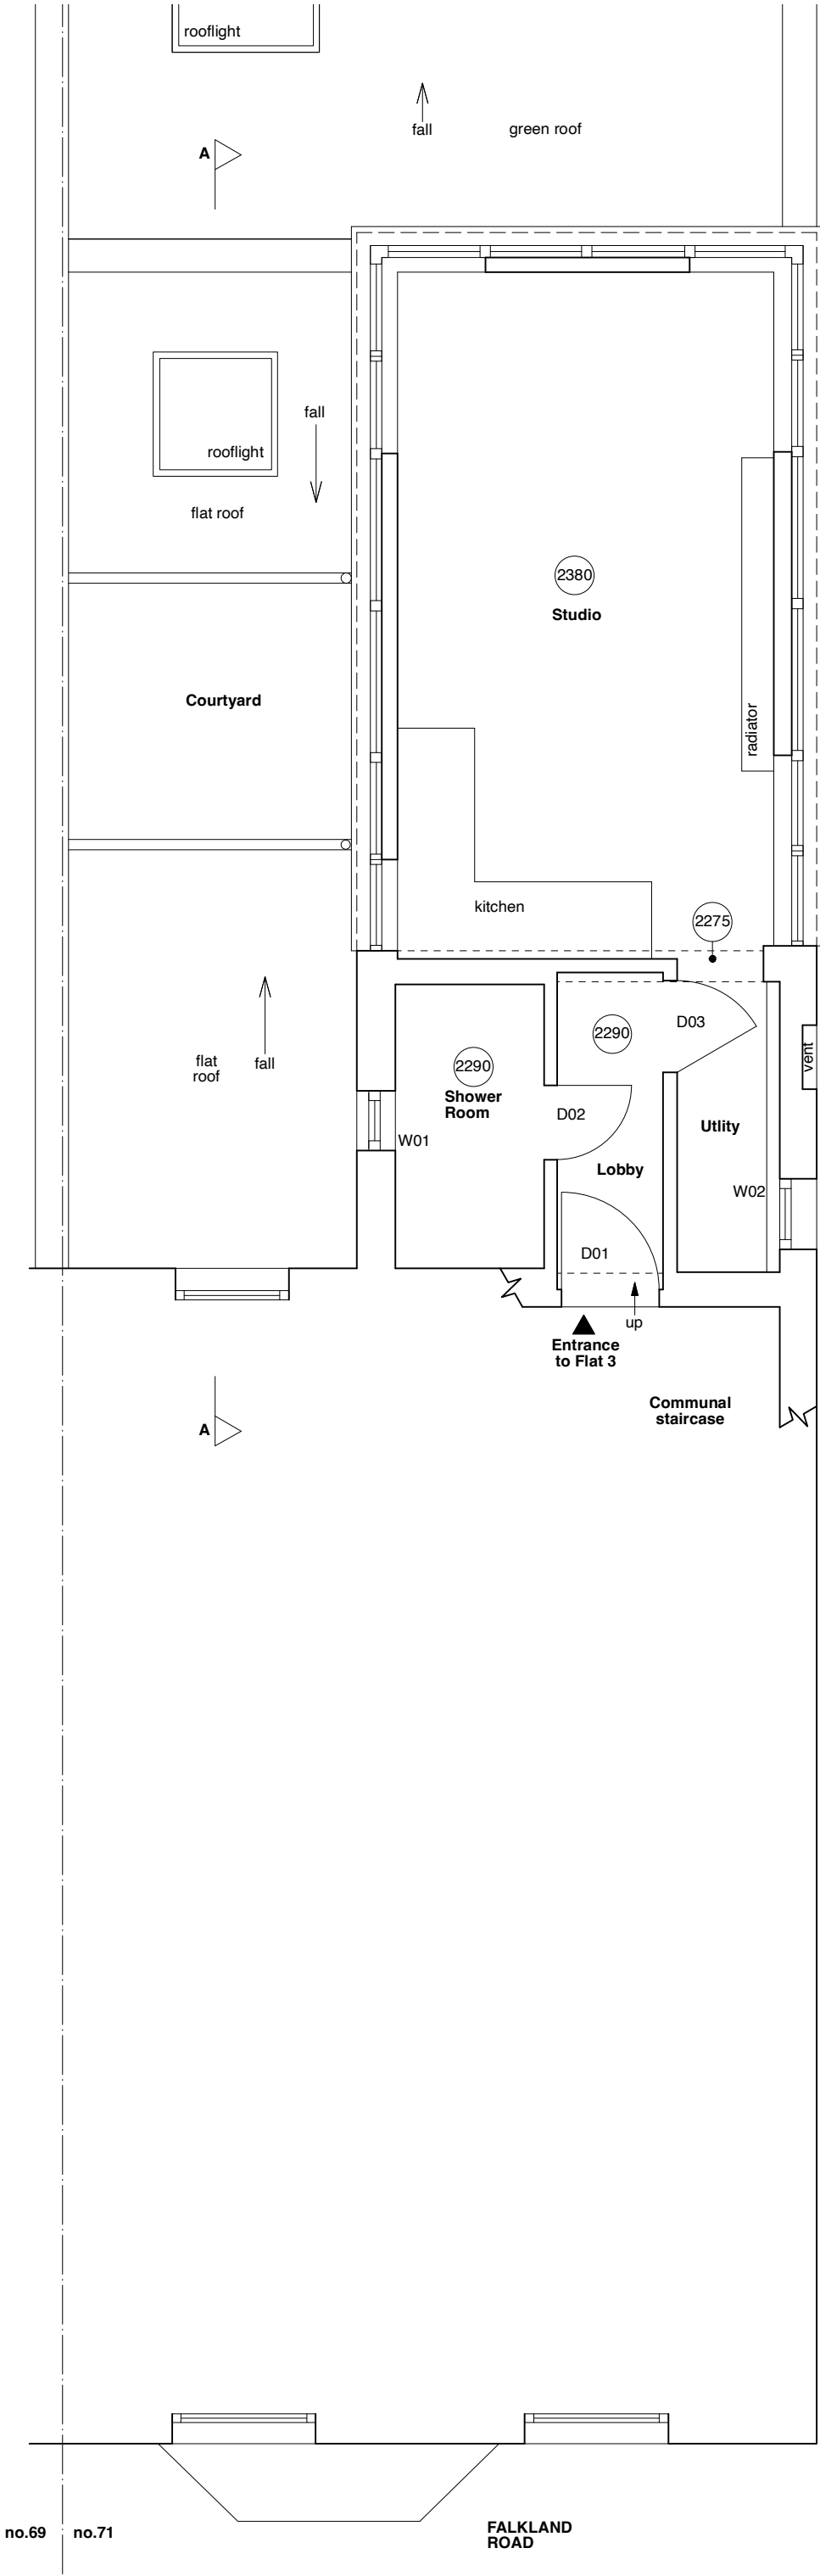 rooflight
fall
green roof
A
fall
rooflight
flat roof
2380
Studio
Courtyard
radiator
kitchen
2275
D03
2290
vent
flat
roof
fall
2290
Shower
Room
D02
Utlity
W01
Lobby
W02
D01
up
Entrance
to Flat 3
Communal
staircase
A
FALKLAND
ROAD
no.69
no.71